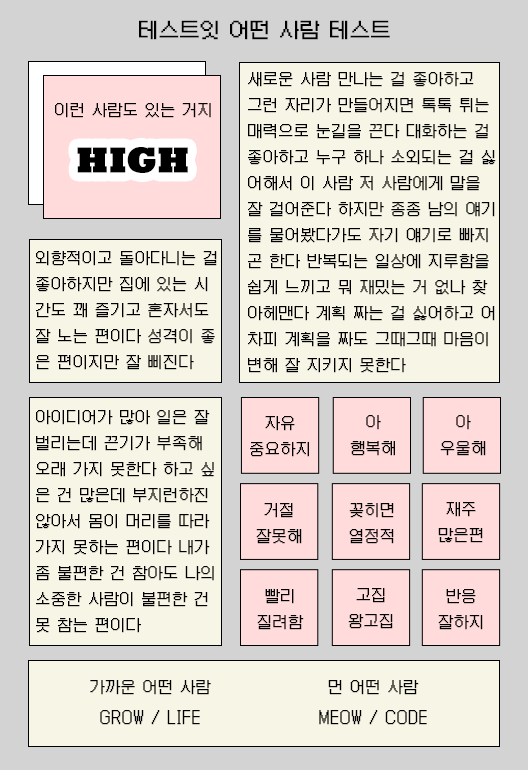 테스트잇 어떤 사람 테스트
이런 사람도 있는 거지
HIGH
외향적이고 돌아다니는 걸
좋아하지만 집에 있는 시
간도 꽤 즐기고 혼자서도
잘 노는 편이다 성격이 좋
은 편이지만 잘 삐진다
새로운 사람 만나는 걸 좋아하고
그런 자리가 만들어지면 톡톡 튀는
매력으로 눈길을 끈다 대화하는 걸
좋아하고 누구 하나 소외되는 걸 싫
어해서 이 사람 저 사람에게 말을
잘 걸어준다 하지만 종종 남의 얘기
를 물어봤다가도 자기 얘기로 빠지
곤 한다 반복되는 일상에 지루함을
쉽게 느끼고 뭐 재밌는 거 없나 찾
아헤맨다 계획 짜는 걸 싫어하고 어
차피 계획을 짜도 그때그때 마음이
변해 잘 지키지 못한다
아이디어가 많아 일은 잘
벌리는데 끈기가 부족해
오래 가지 못한다 하고 싶
은 건 많은데 부지런하진
않아서 몸이 머리를 따라
가지 못하는 편이다 내가
좀 불편한 건 참아도 나의
소중한 사람이 불편한 건
못 참는 편이다
자유
중요하지
아
행복해
아
우울해
거절
잘못해
꽂히면
열정적
재주
많은편
빨리
질려함
고집
왕고집
반응
잘하지
가까운 어떤 사람
GROW / LIFE
먼 어떤 사람
MEOW / CODE